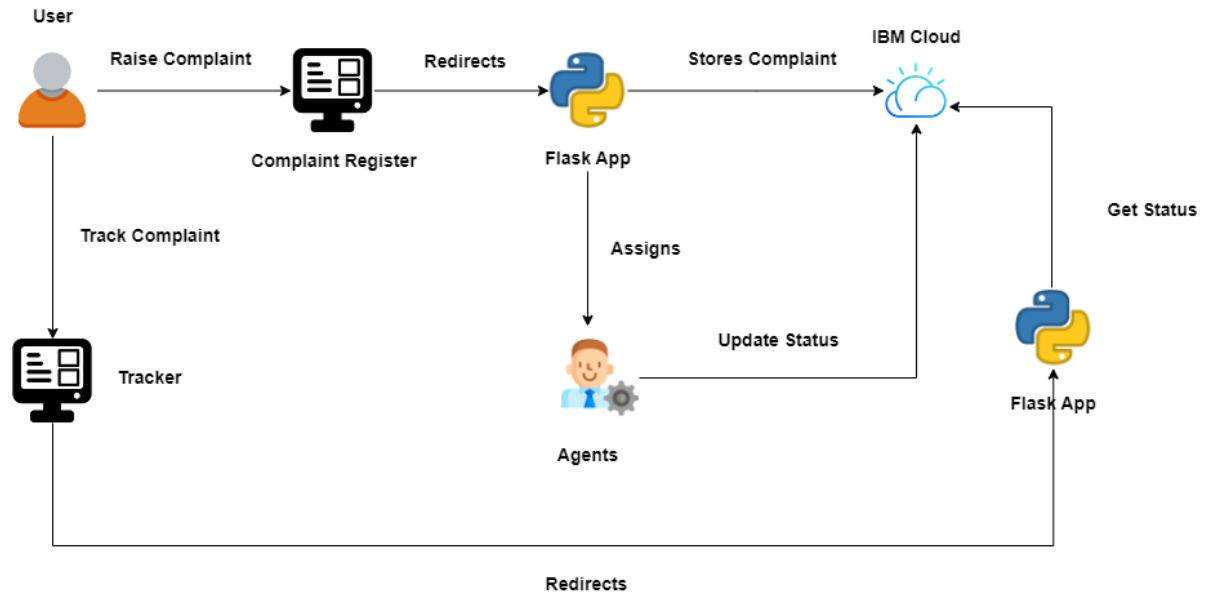 User
Raise Complaint
Redirects
Stores Complaint
IBM Cloud
Complaint Register
Flask App
Get Status
Track Complaint
Assigns
Update Status
Tracker
Flask App
Agents
Redirects